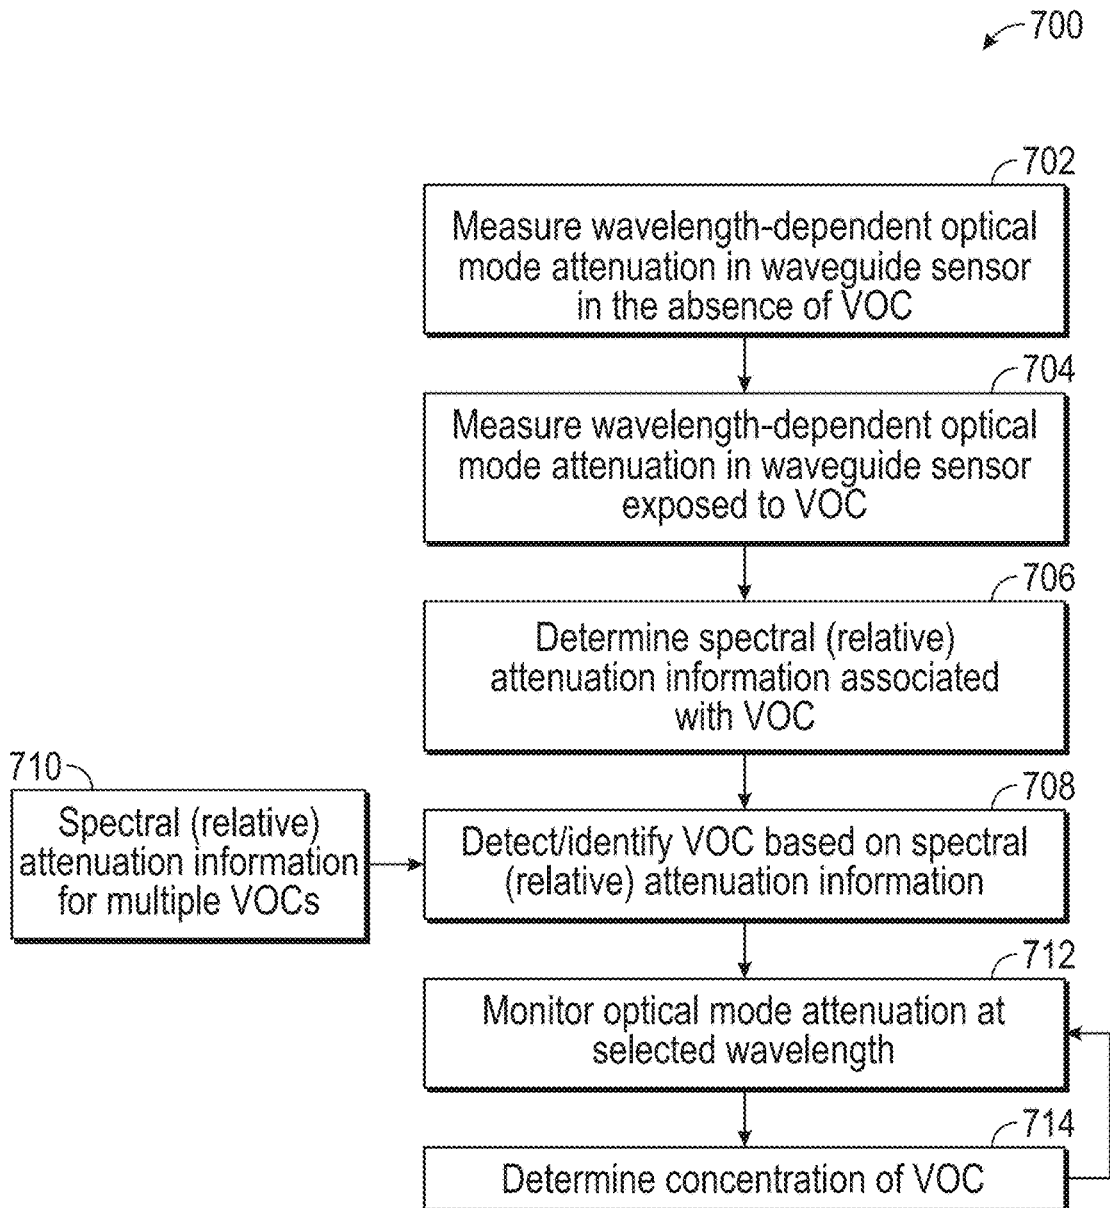 700
702
Measure wavelength-dependent optical
mode attenuation in waveguide sensor
in the absence of VOC
704
Measure wavelength-dependent optical
mode attenuation in waveguide sensor
exposed to VOC
706
Determine spectral (relative)
attenuation information associated
with VOC
710
Spectral (relative)
attenuation information
for multiple VOCs
708
Detect/identify VOC based on spectral
(relative) attenuation information
712
Monitor optical mode attenuation at
selected wavelength
714
Determine concentration of VOC